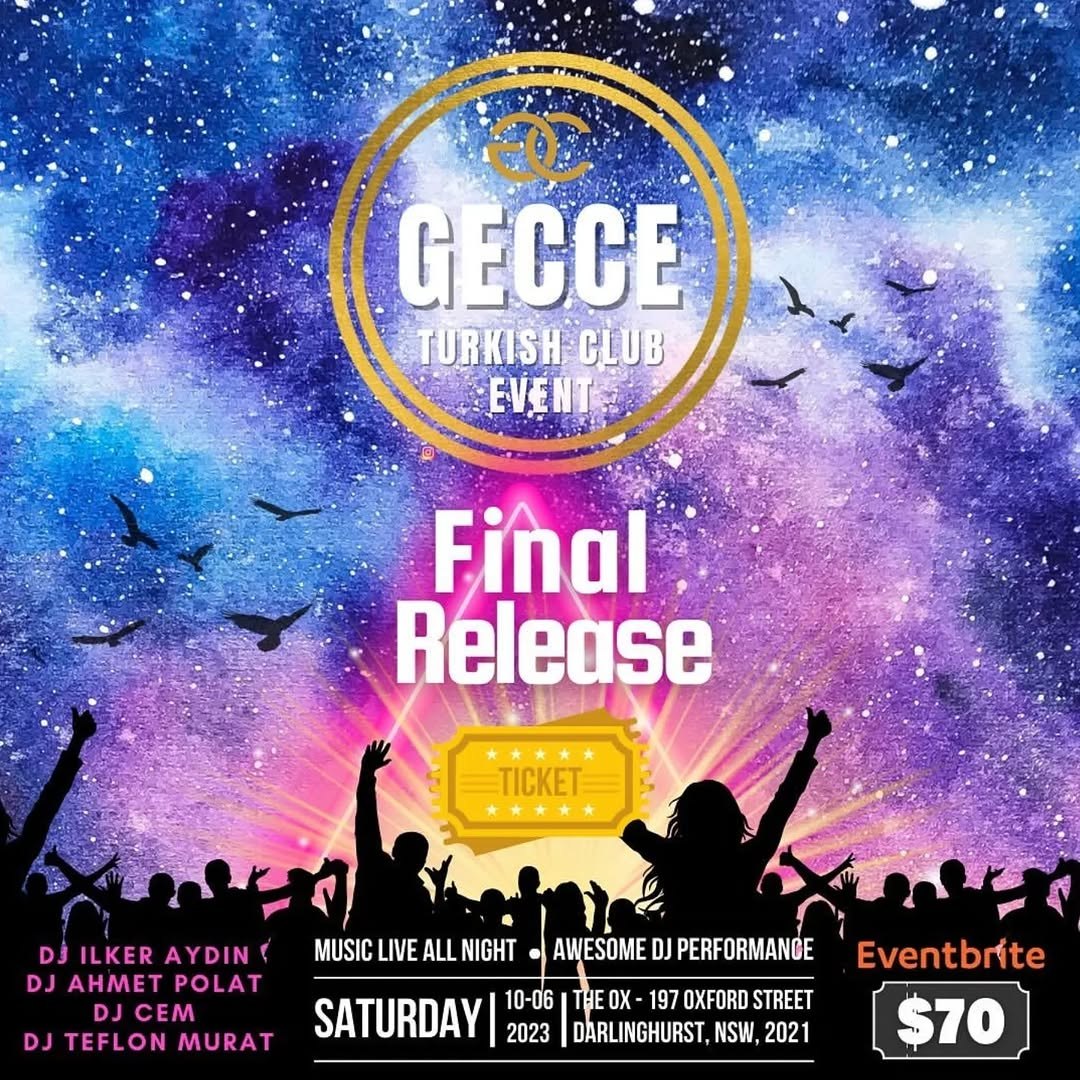 GECCE
TURKISH CLUB
EVENT
Final
Release
TICKET
DJ ILKER AYDIN
DJ AHMET POLAT
DJ CEM
DJ TEFLON MURAT
MUSIC LIVE ALL NIGHT • AWESOME DJ PERFORMANCE
SATURDAY
10-06
2023
THE OX - 197 OXFORD STREET
DARLINGHURST, NSW, 2021
Eventbrite
$70